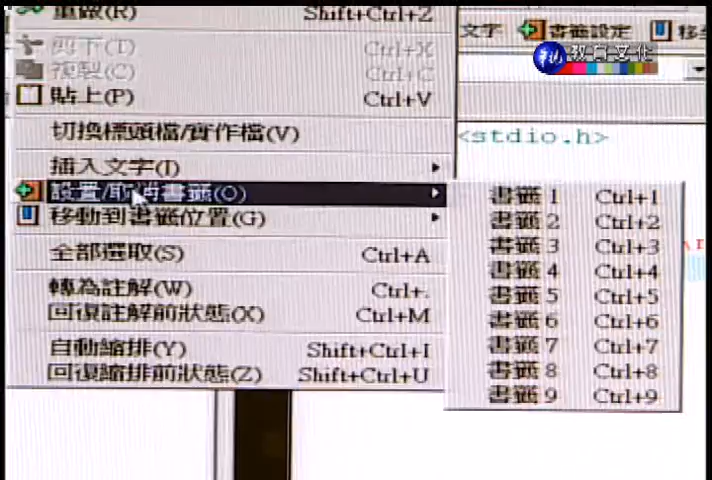 重做(R) Shift+Ctrl+Z
文字 書籤設定 移
華視 教育文化
剪下(T) Ctrl+X
複製(C) Ctrl+C
貼上(P) Ctrl+V
切換標頭檔/實作檔(V)
<stdio.h>
插入文字(I)
設置/取消書籤(O)
移動到書籤位置(G)
全部選取(S) Ctrl+A
轉為註解(W) Ctrl+.
回復註解前狀態(X) Ctrl+M
自動縮排(Y) Shift+Ctrl+I
回復縮排前狀態(Z) Shift+Ctrl+U
書籤 1 Ctrl+1
書籤 2 Ctrl+2
書籤 3 Ctrl+3
書籤 4 Ctrl+4
書籤 5 Ctrl+5
書籤 6 Ctrl+6
書籤 7 Ctrl+7
書籤 8 Ctrl+8
書籤 9 Ctrl+9